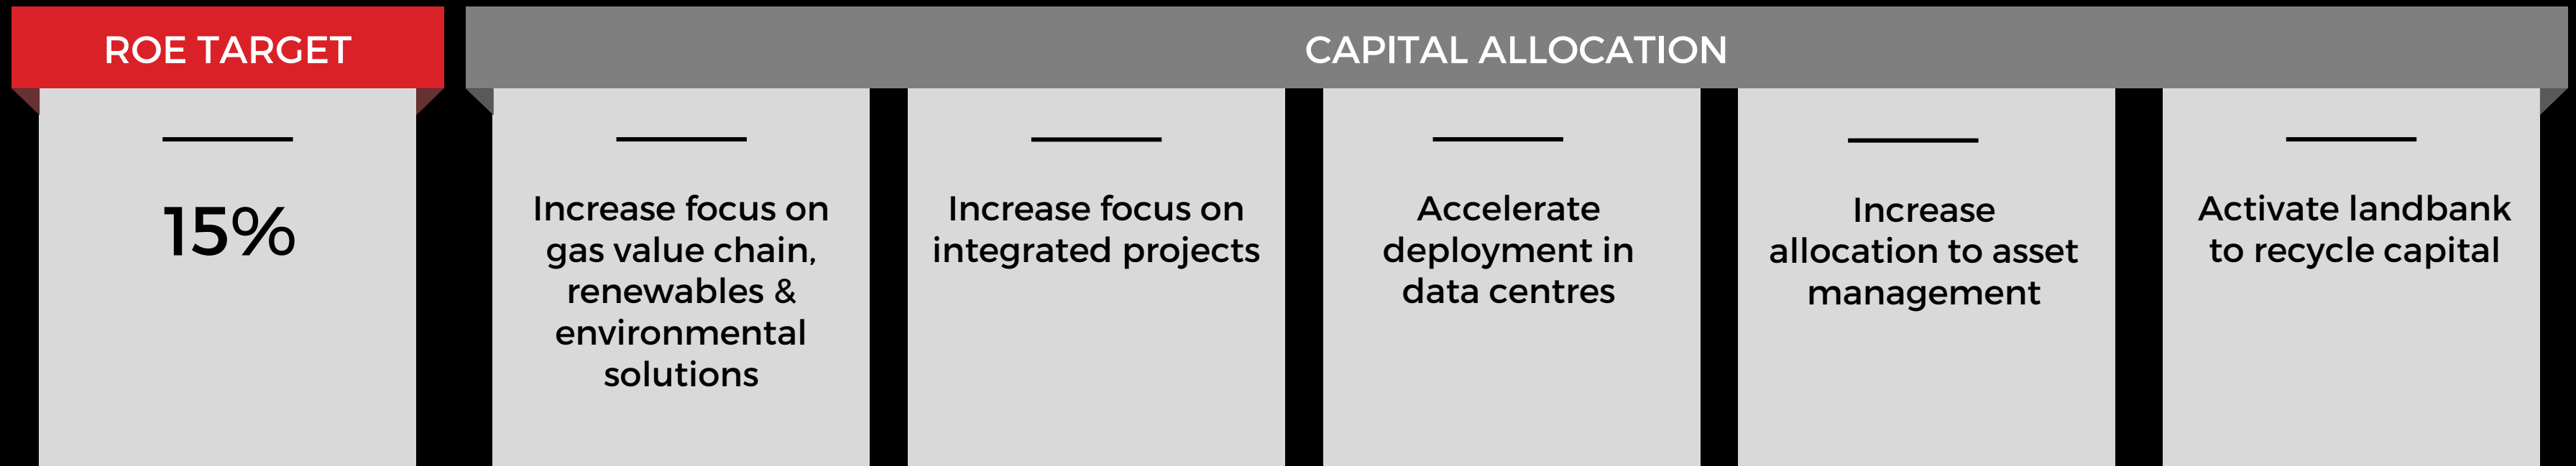 ROE TARGET
CAPITAL ALLOCATION
15%
Increase focus on
gas value chain,
renewables &
environmental
solutions
Increase focus on
integrated projects
Accelerate
deployment in
data centres
Increase
allocation to asset
management
Activate landbank
to recycle capital